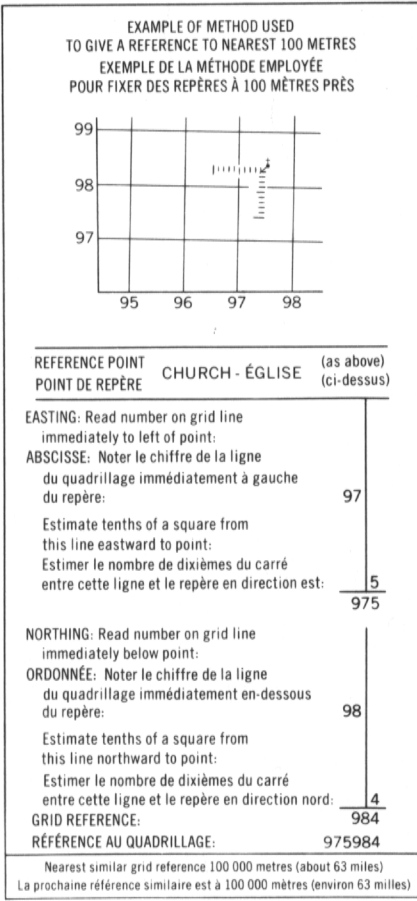 EXAMPLE OF METHOD USED
TO GIVE A REFERENCE TO NEAREST 100 METRES
EXEMPLE DE LA MÉTHODE EMPLOYÉE
POUR FIXER DES REPÈRES À 100 MÈTRES PRÈS
99
98
97
95 96 97 98
REFERENCE POINT
POINT DE REPÈRE
CHURCH - ÉGLISE
(as above)
(ci-dessus)
EASTING: Read number on grid line
immediately to left of point:
ABSCISSE: Noter le chiffre de la ligne
du quadrillage immédiatement à gauche
du repère: 97
Estimate tenths of a square from
this line eastward to point:
Estimer le nombre de dixièmes du carré
entre cette ligne et le repère en direction est: 5
975
NORTHING: Read number on grid line
immediately below point:
ORDONNÉE: Noter le chiffre de la ligne
du quadrillage immédiatement en-dessous
du repère: 98
Estimate tenths of a square from
this line northward to point:
Estimer le nombre de dixièmes du carré
entre cette ligne et le repère en direction nord: 4
GRID REFERENCE: 984
RÉFÉRENCE AU QUADRILLAGE: 975984
Nearest similar grid reference 100 000 metres (about 63 miles)
La prochaine référence similaire est à 100 000 mètres (environ 63 milles)